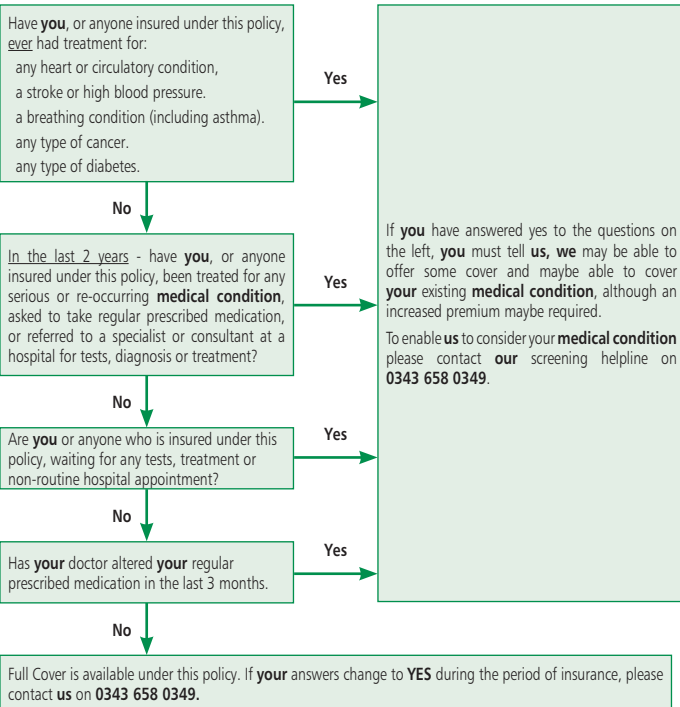 Have you, or anyone insured under this policy,
ever had treatment for:
any heart or circulatory condition,
a stroke or high blood pressure.
a breathing condition (including asthma).
any type of cancer.
any type of diabetes.
Yes
No
In the last 2 years - have you, or anyone
insured under this policy, been treated for any
serious or re-occurring medical condition,
asked to take regular prescribed medication,
or referred to a specialist or consultant at a
hospital for tests, diagnosis or treatment?
Yes
No
Are you or anyone who is insured under this
policy, waiting for any tests, treatment or
non-routine hospital appointment?
Yes
No
Has your doctor altered your regular
prescribed medication in the last 3 months.
Yes
No
If you have answered yes to the questions on
the left, you must tell us, we may be able to
offer some cover and maybe able to cover
your existing medical condition, although an
increased premium maybe required.
To enable us to consider your medical condition
please contact our screening helpline on
0343 658 0349.
Full Cover is available under this policy. If your answers change to YES during the period of insurance, please
contact us on 0343 658 0349.